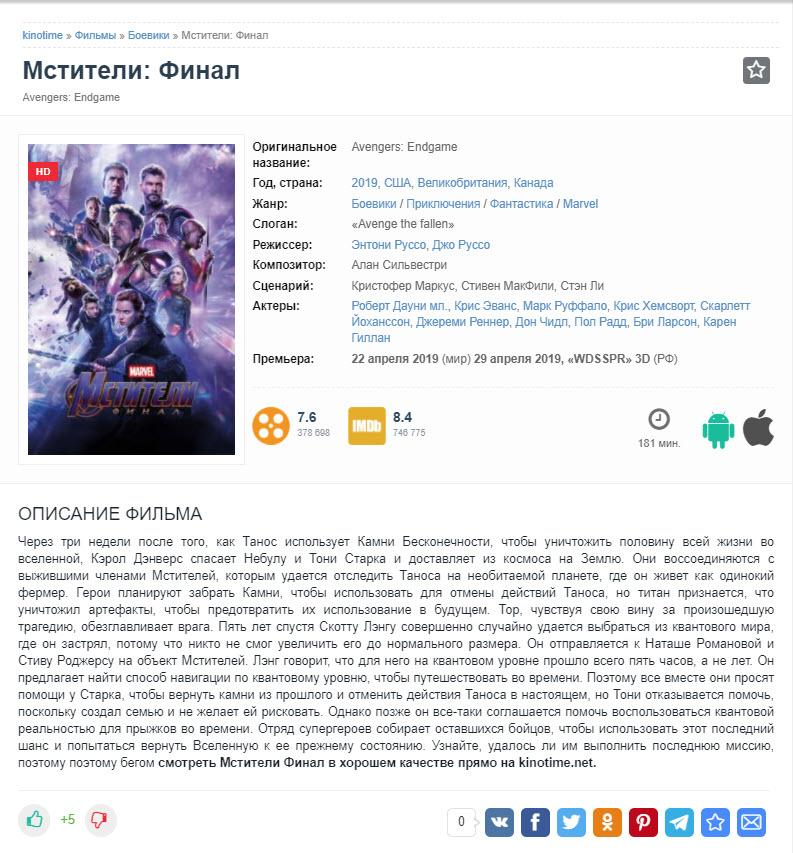 kinotime » Фильмы » Боевики » Мстители: Финал
Мстители: Финал
Avengers: Endgame
HD
MARVEL
МСТИТЕЛИ
ФИНАЛ
Оригинальное название: Avengers: Endgame
Год, страна: 2019, США, Великобритания, Канада
Жанр: Боевики / Приключения / Фантастика / Marvel
Слоган: «Avenge the fallen»
Режиссер: Энтони Руссо, Джо Руссо
Композитор: Алан Сильвестри
Сценарий: Кристофер Маркус, Стивен МакФили, Стэн Ли
Актеры: Роберт Дауни мл., Крис Эванс, Марк Руффало, Крис Хемсворт, Скарлетт
Йоханссон, Джереми Реннер, Дон Чидл, Пол Радд, Бри Ларсон, Карен
Гиллан
Премьера: 22 апреля 2019 (мир) 29 апреля 2019, «WDSSPR» 3D (РФ)
7.6
378 698
IMDb
8.4
746 775
181 мин.
ОПИСАНИЕ ФИЛЬМА
Через три недели после того, как Танос использует Камни Бесконечности, чтобы уничтожить половину всей жизни во
вселенной, Кэрол Дэнверс спасает Небулу и Тони Старка и доставляет из космоса на Землю. Они воссоединяются с
выжившими членами Мстителей, которым удается отследить Таноса на необитаемой планете, где он живет как одинокий
фермер. Герои планируют забрать Камни, чтобы использовать для отмены действий Таноса, но титан признается, что
уничтожил артефакты, чтобы предотвратить их использование в будущем. Тор, чувствуя свою вину за произошедшую
трагедию, обезглавливает врага. Пять лет спустя Скотту Лэнгу совершенно случайно удается выбраться из квантового мира,
где он застрял, потому что никто не смог увеличить его до нормального размера. Он отправляется к Наташе Романовой и
Стиву Роджерсу на объект Мстителей. Лэнг говорит, что для него на квантовом уровне прошло всего пять часов, а не лет. Он
предлагает найти способ навигации по квантовому уровню, чтобы путешествовать во времени. Поэтому все вместе они просят
помощи у Старка, чтобы вернуть камни из прошлого и отменить действия Таноса в настоящем, но Тони отказывается помочь,
поскольку создал семью и не желает ей рисковать. Однако позже он все-таки соглашается помочь воспользоваться квантовой
реальностью для прыжков во времени. Отряд супергероев собирает оставшихся бойцов, чтобы использовать этот последний
шанс и попытаться вернуть Вселенную к ее прежнему состоянию. Узнайте, удалось ли им выполнить последнюю миссию,
поэтому поэтому бегом смотреть Мстители Финал в хорошем качестве прямо на kinotime.net.
+5
0